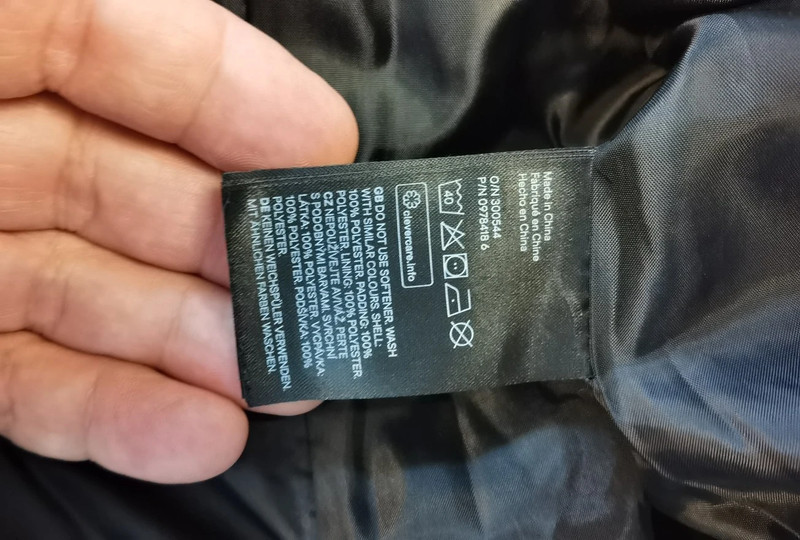 Made in China
Fabriqué en Chine
Hecho en China
O/N 300544
P/N 097841B 6
40
clevercare.info
GB DO NOT USE SOFTENER. WASH
WITH SIMILAR COLOURS. SHELL:
100% POLYESTER. PADDING: 100%
POLYESTER. LINING: 100% POLYESTER.
CZ NEPOUŽÍVEJTE AVIVÁŽ. PERTE
S PODOBNÝMI BARVAMI. SVRCHNÍ
LÁTKA: 100% POLYESTER. VYCPÁVKA:
100% POLYESTER. PODŠÍVKA: 100%
POLYESTER.
DE KEINEN WEICHSPÜLER VERWENDEN.
MIT ÄHNLICHEN FARBEN WASCHEN.